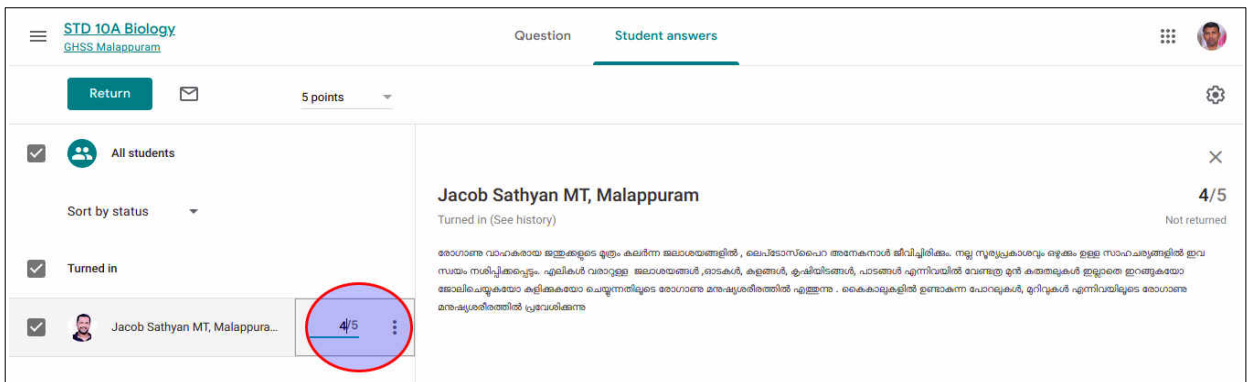 STD 10A Biology
GHSS Malappuram
Question
Student answers
Return
5 points
All students
Sort by status
Turned in
Jacob Sathyan MT, Malappura...
4/5
Jacob Sathyan MT, Malappuram
4/5
Turned in (See history)
Not returned
രോഗാണു വാഹകരായ ജന്തുക്കളുടെ മൂത്രം കലർന്ന ജലാശയങ്ങളിൽ , ലെപ്ടോസ്പൈറ അനേകനാൾ ജീവിച്ചിരിക്കും. നല്ല സൂര്യപ്രകാശവും ഒഴുക്കും ഉള്ള സാഹചര്യങ്ങളിൽ ഇവ
സ്വയം നശിപ്പിക്കപ്പെടും. എലികൾ വരാറുള്ള ജലാശയങ്ങൾ ,ഓടകൾ, കുളങ്ങൾ, കൃഷിയിടങ്ങൾ, പാടങ്ങൾ എന്നിവയിൽ വേണ്ടത്ര മുൻ കരുതലുകൾ ഇല്ലാതെ ഇറങ്ങുകയോ
ജോലിചെയ്യുകയോ കുളിക്കുകയോ ചെയ്യുന്നതിലൂടെ രോഗാണു മനുഷ്യശരീരത്തിൽ എത്തുന്നു . കൈകാലുകളിൽ ഉണ്ടാകുന്ന പോറലുകൾ, മുറിവുകൾ എന്നിവയിലൂടെ രോഗാണു
മനുഷ്യശരീരത്തിൽ പ്രവേശിക്കുന്നു